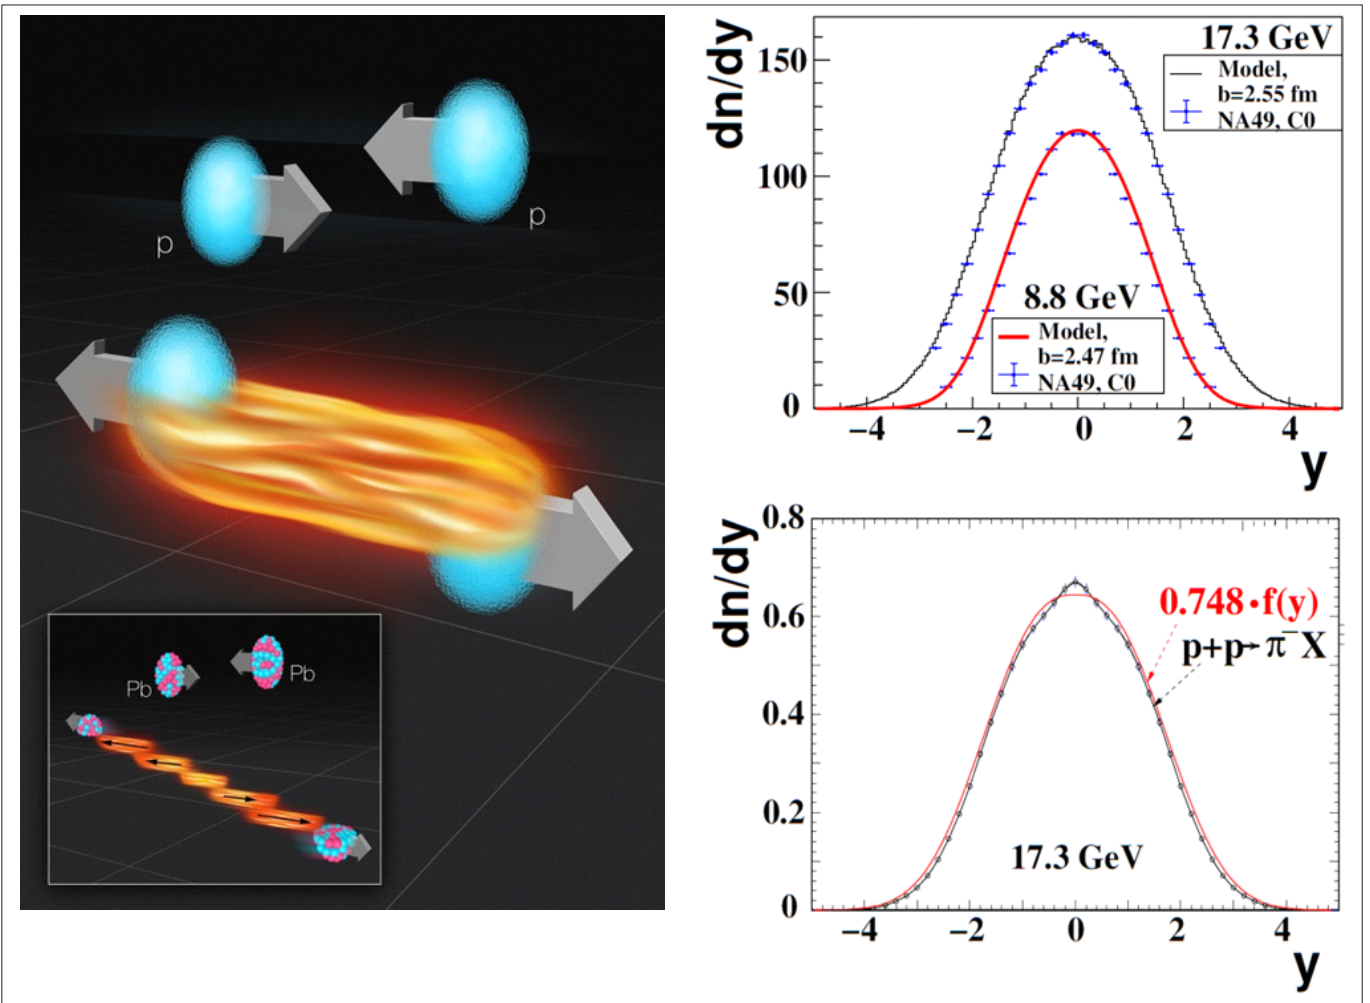 p
p
Pb
Pb
dn/dy
17.3 GeV
Model,
b=2.55 fm
NA49, C0
150
100
50
0
8.8 GeV
Model,
b=2.47 fm
NA49, C0
−4 −2 0 2 4
y
dn/dy
0.8
0.6
0.4
0.2
0
0.748·f(y)
p+p→π⁻X
17.3 GeV
−4 −2 0 2 4
y